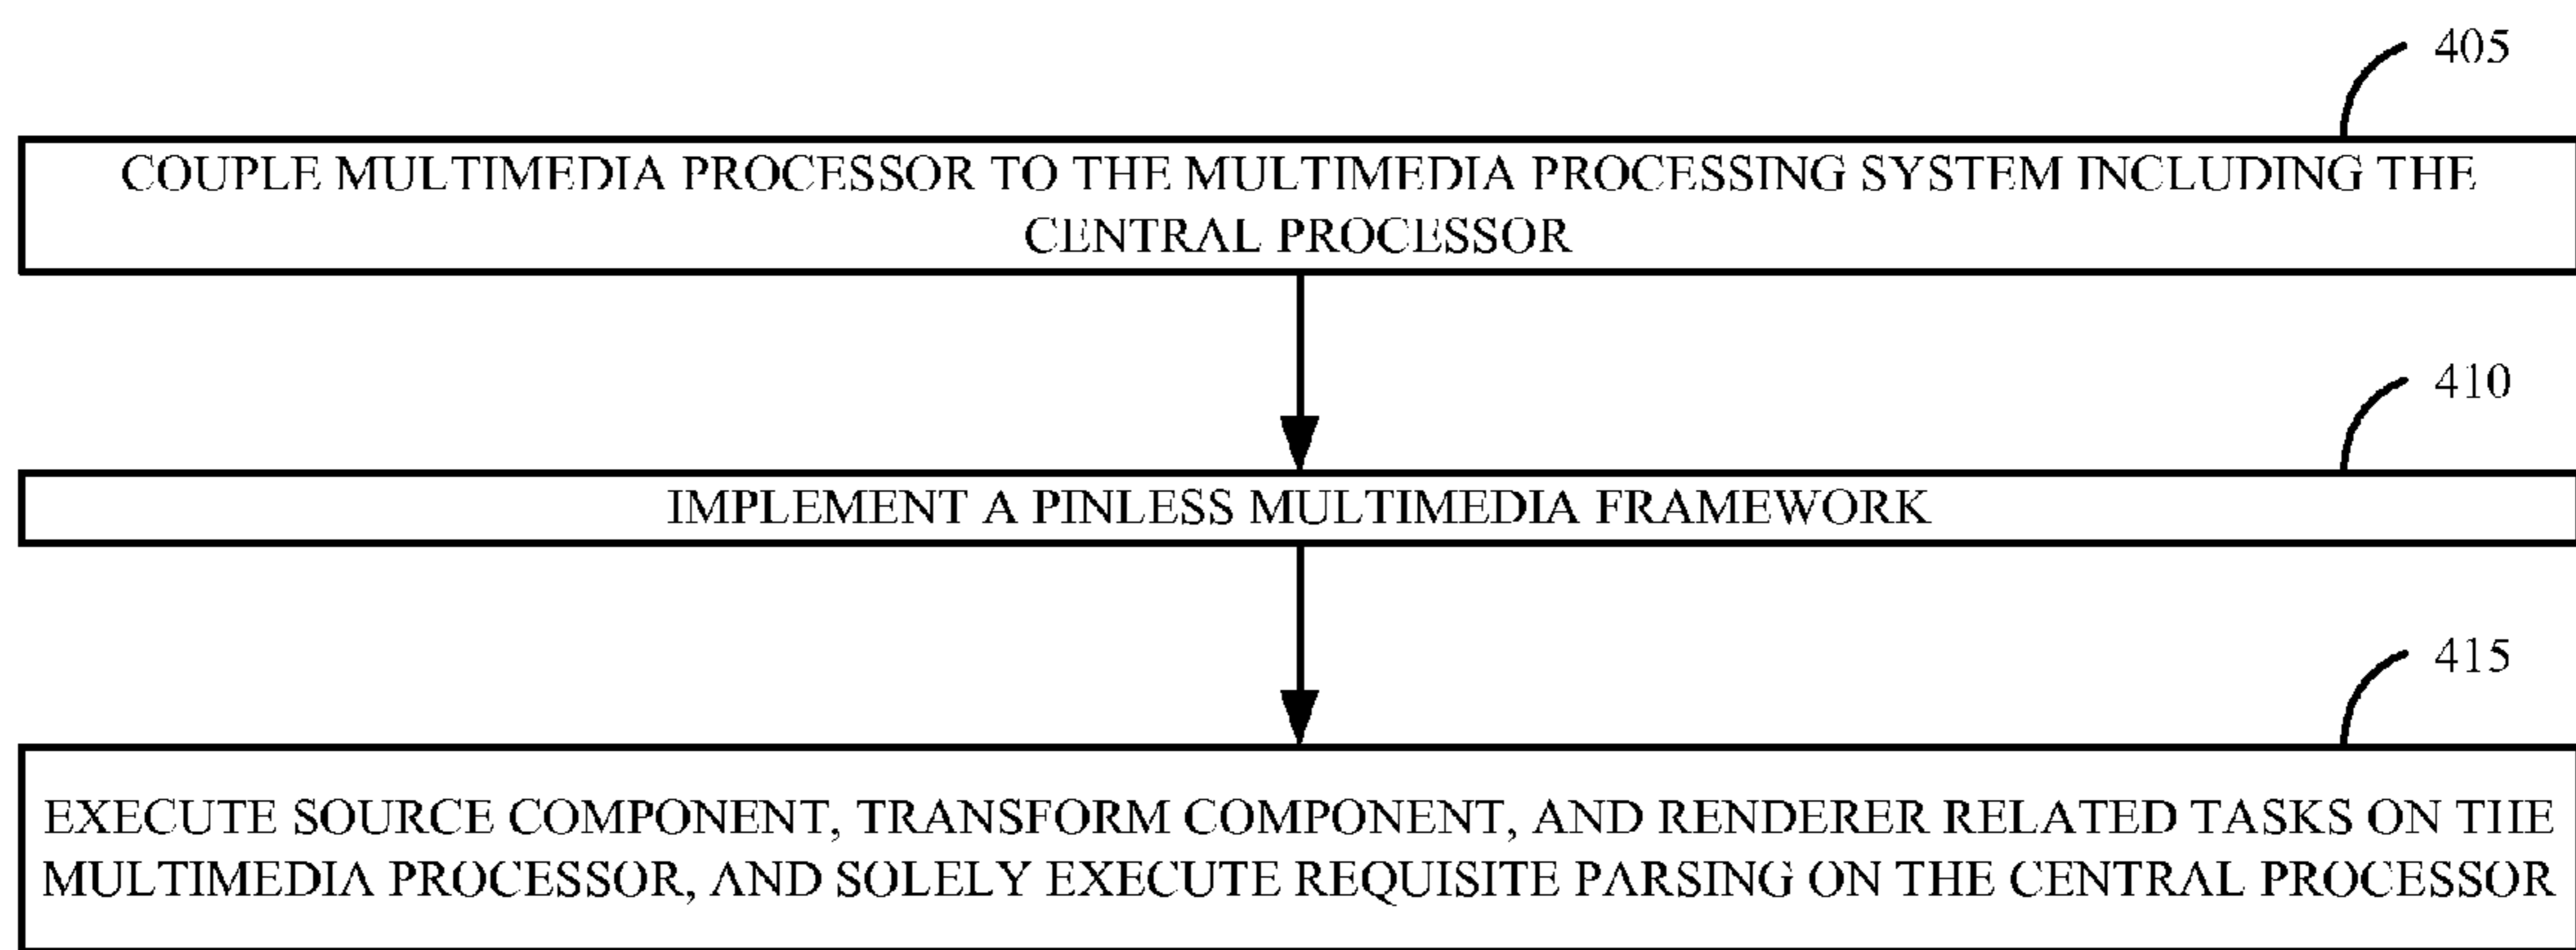 405
COUPLE MULTIMEDIA PROCESSOR TO THE MULTIMEDIA PROCESSING SYSTEM INCLUDING THE
CENTRAL PROCESSOR
410
IMPLEMENT A PINLESS MULTIMEDIA FRAMEWORK
415
EXECUTE SOURCE COMPONENT, TRANSFORM COMPONENT, AND RENDERER RELATED TASKS ON THE
MULTIMEDIA PROCESSOR, AND SOLELY EXECUTE REQUISITE PARSING ON THE CENTRAL PROCESSOR